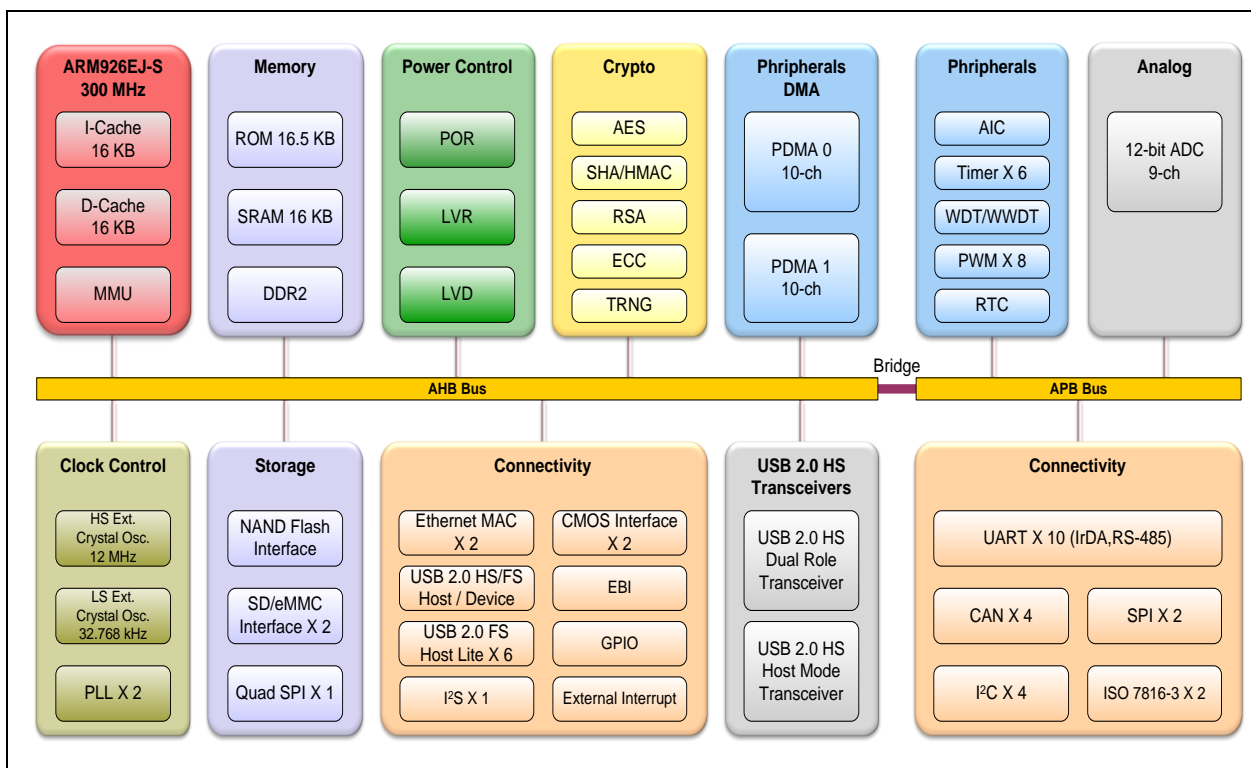 ARM926EJ-S
300 MHz
I-Cache
16 KB
D-Cache
16 KB
MMU
Memory
ROM 16.5 KB
SRAM 16 KB
DDR2
Power Control
POR
LVR
LVD
Crypto
AES
SHA/HMAC
RSA
ECC
TRNG
Phripherals
DMA
PDMA 0
10-ch
PDMA 1
10-ch
Phripherals
AIC
Timer X 6
WDT/WWDT
PWM X 8
RTC
Analog
12-bit ADC
9-ch
Bridge
AHB Bus
APB Bus
Clock Control
HS Ext.
Crystal Osc.
12 MHz
LS Ext.
Crystal Osc.
32.768 kHz
PLL X 2
Storage
NAND Flash
Interface
SD/eMMC
Interface X 2
Quad SPI X 1
Connectivity
Ethernet MAC
X 2
USB 2.0 HS/FS
Host / Device
USB 2.0 FS
Host Lite X 6
I²S X 1
CMOS Interface
X 2
EBI
GPIO
External Interrupt
USB 2.0 HS
Transceivers
USB 2.0 HS
Dual Role
Transceiver
USB 2.0 HS
Host Mode
Transceiver
Connectivity
UART X 10 (IrDA,RS-485)
CAN X 4
SPI X 2
I²C X 4
ISO 7816-3 X 2